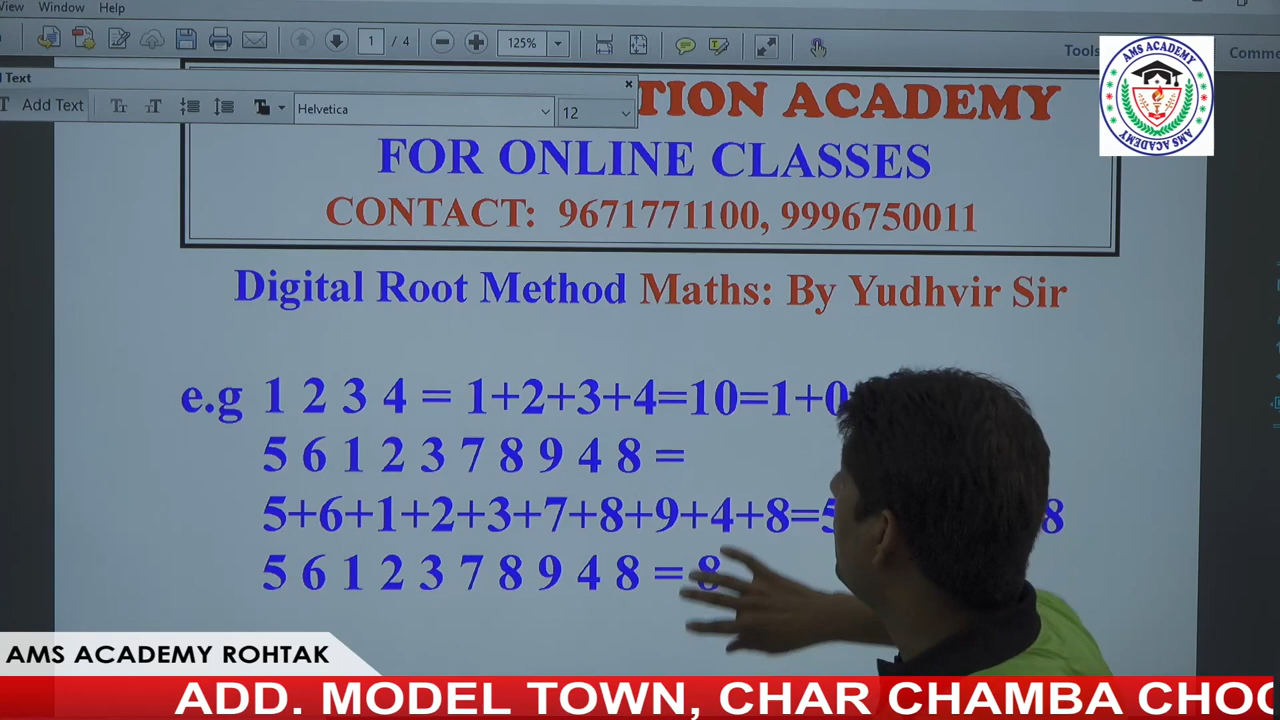 View Window Help
1 / 4 125% Tools
Text
Add Text Helvetica 12
TION ACADEMY
AMS ACADEMY
AMS ACADEMY
FOR ONLINE CLASSES
CONTACT: 9671771100, 9996750011
Digital Root Method Maths: By Yudhvir Sir
e.g 1 2 3 4 = 1+2+3+4=10=1+0
5 6 1 2 3 7 8 9 4 8 =
5+6+1+2+3+7+8+9+4+8=5 8
5 6 1 2 3 7 8 9 4 8 = 8
AMS ACADEMY ROHTAK
ADD. MODEL TOWN, CHAR CHAMBA CHO